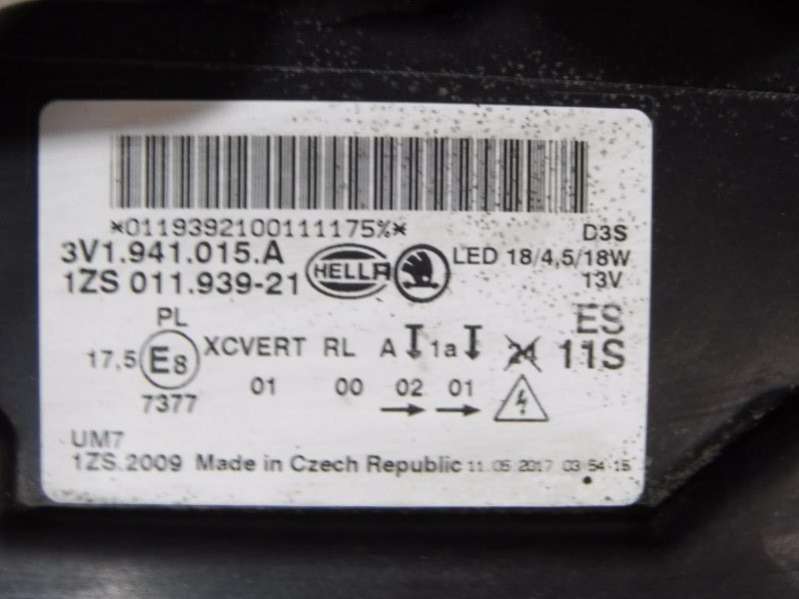 *0119392100111175%*
D3S
3V1.941.015.A
HELLA
LED 18/4,5/18W
1ZS 011.939-21
13V
PL
ES
17,5 E8 XCVERT RL A 1a 24 11S
7377 01 00 02 01
UM7
1ZS.2009 Made in Czech Republic 11 05 2017 03 54-15